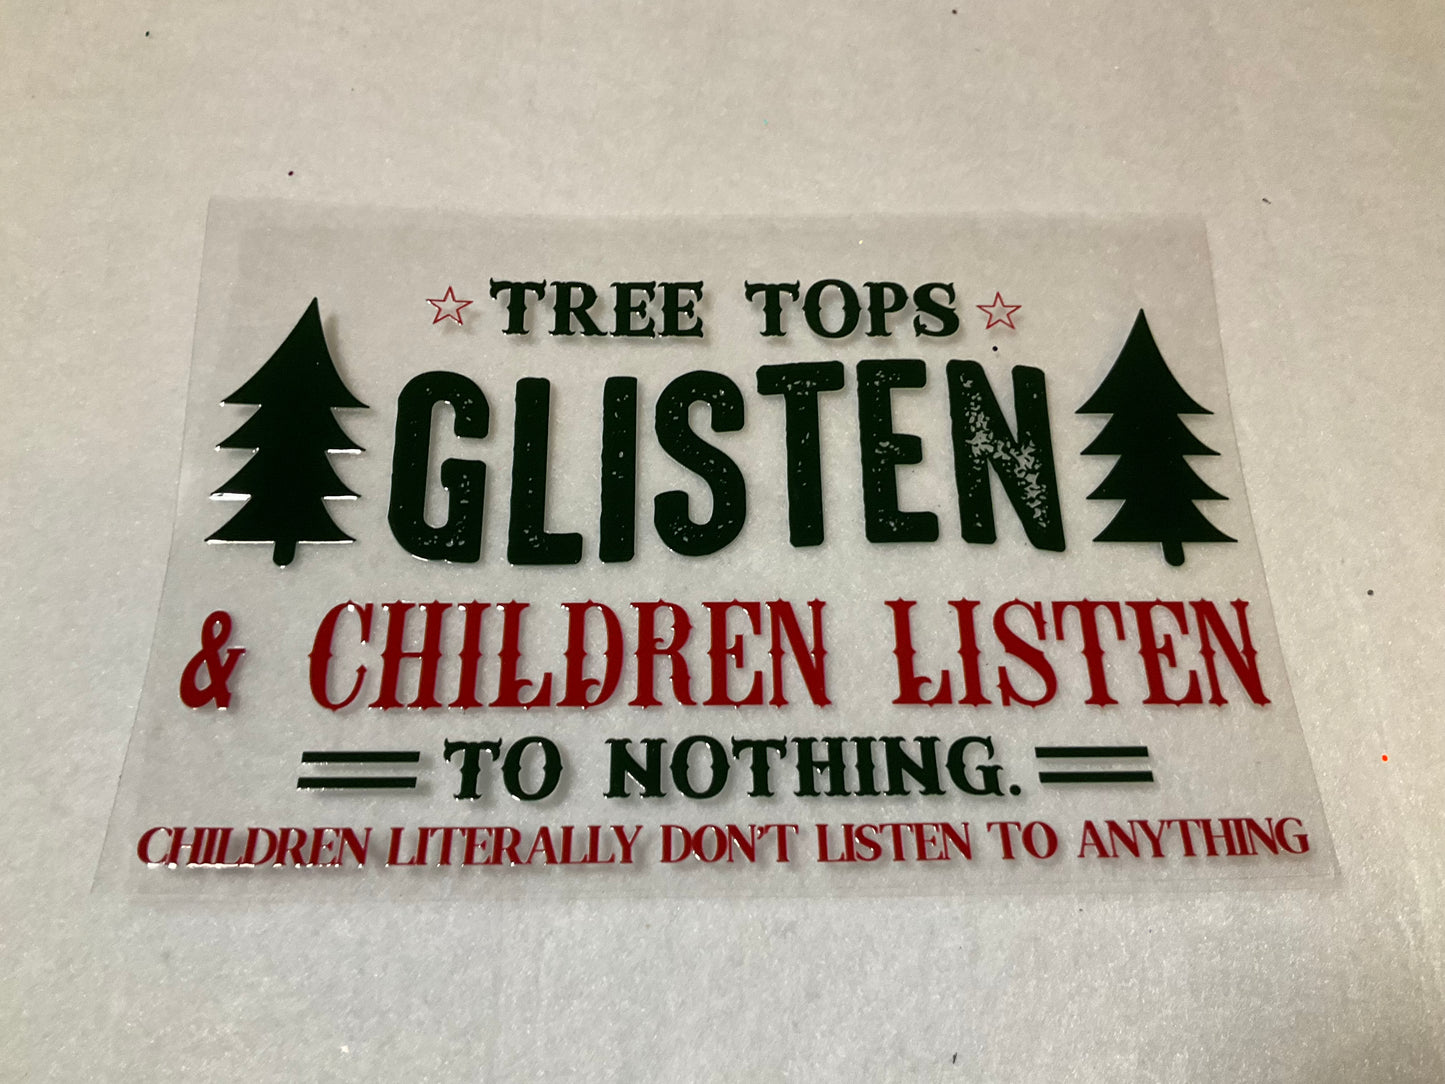 TREE TOPS
GLISTEN
& CHILDREN LISTEN
TO NOTHING.
CHILDREN LITERALLY DON'T LISTEN TO ANYTHING